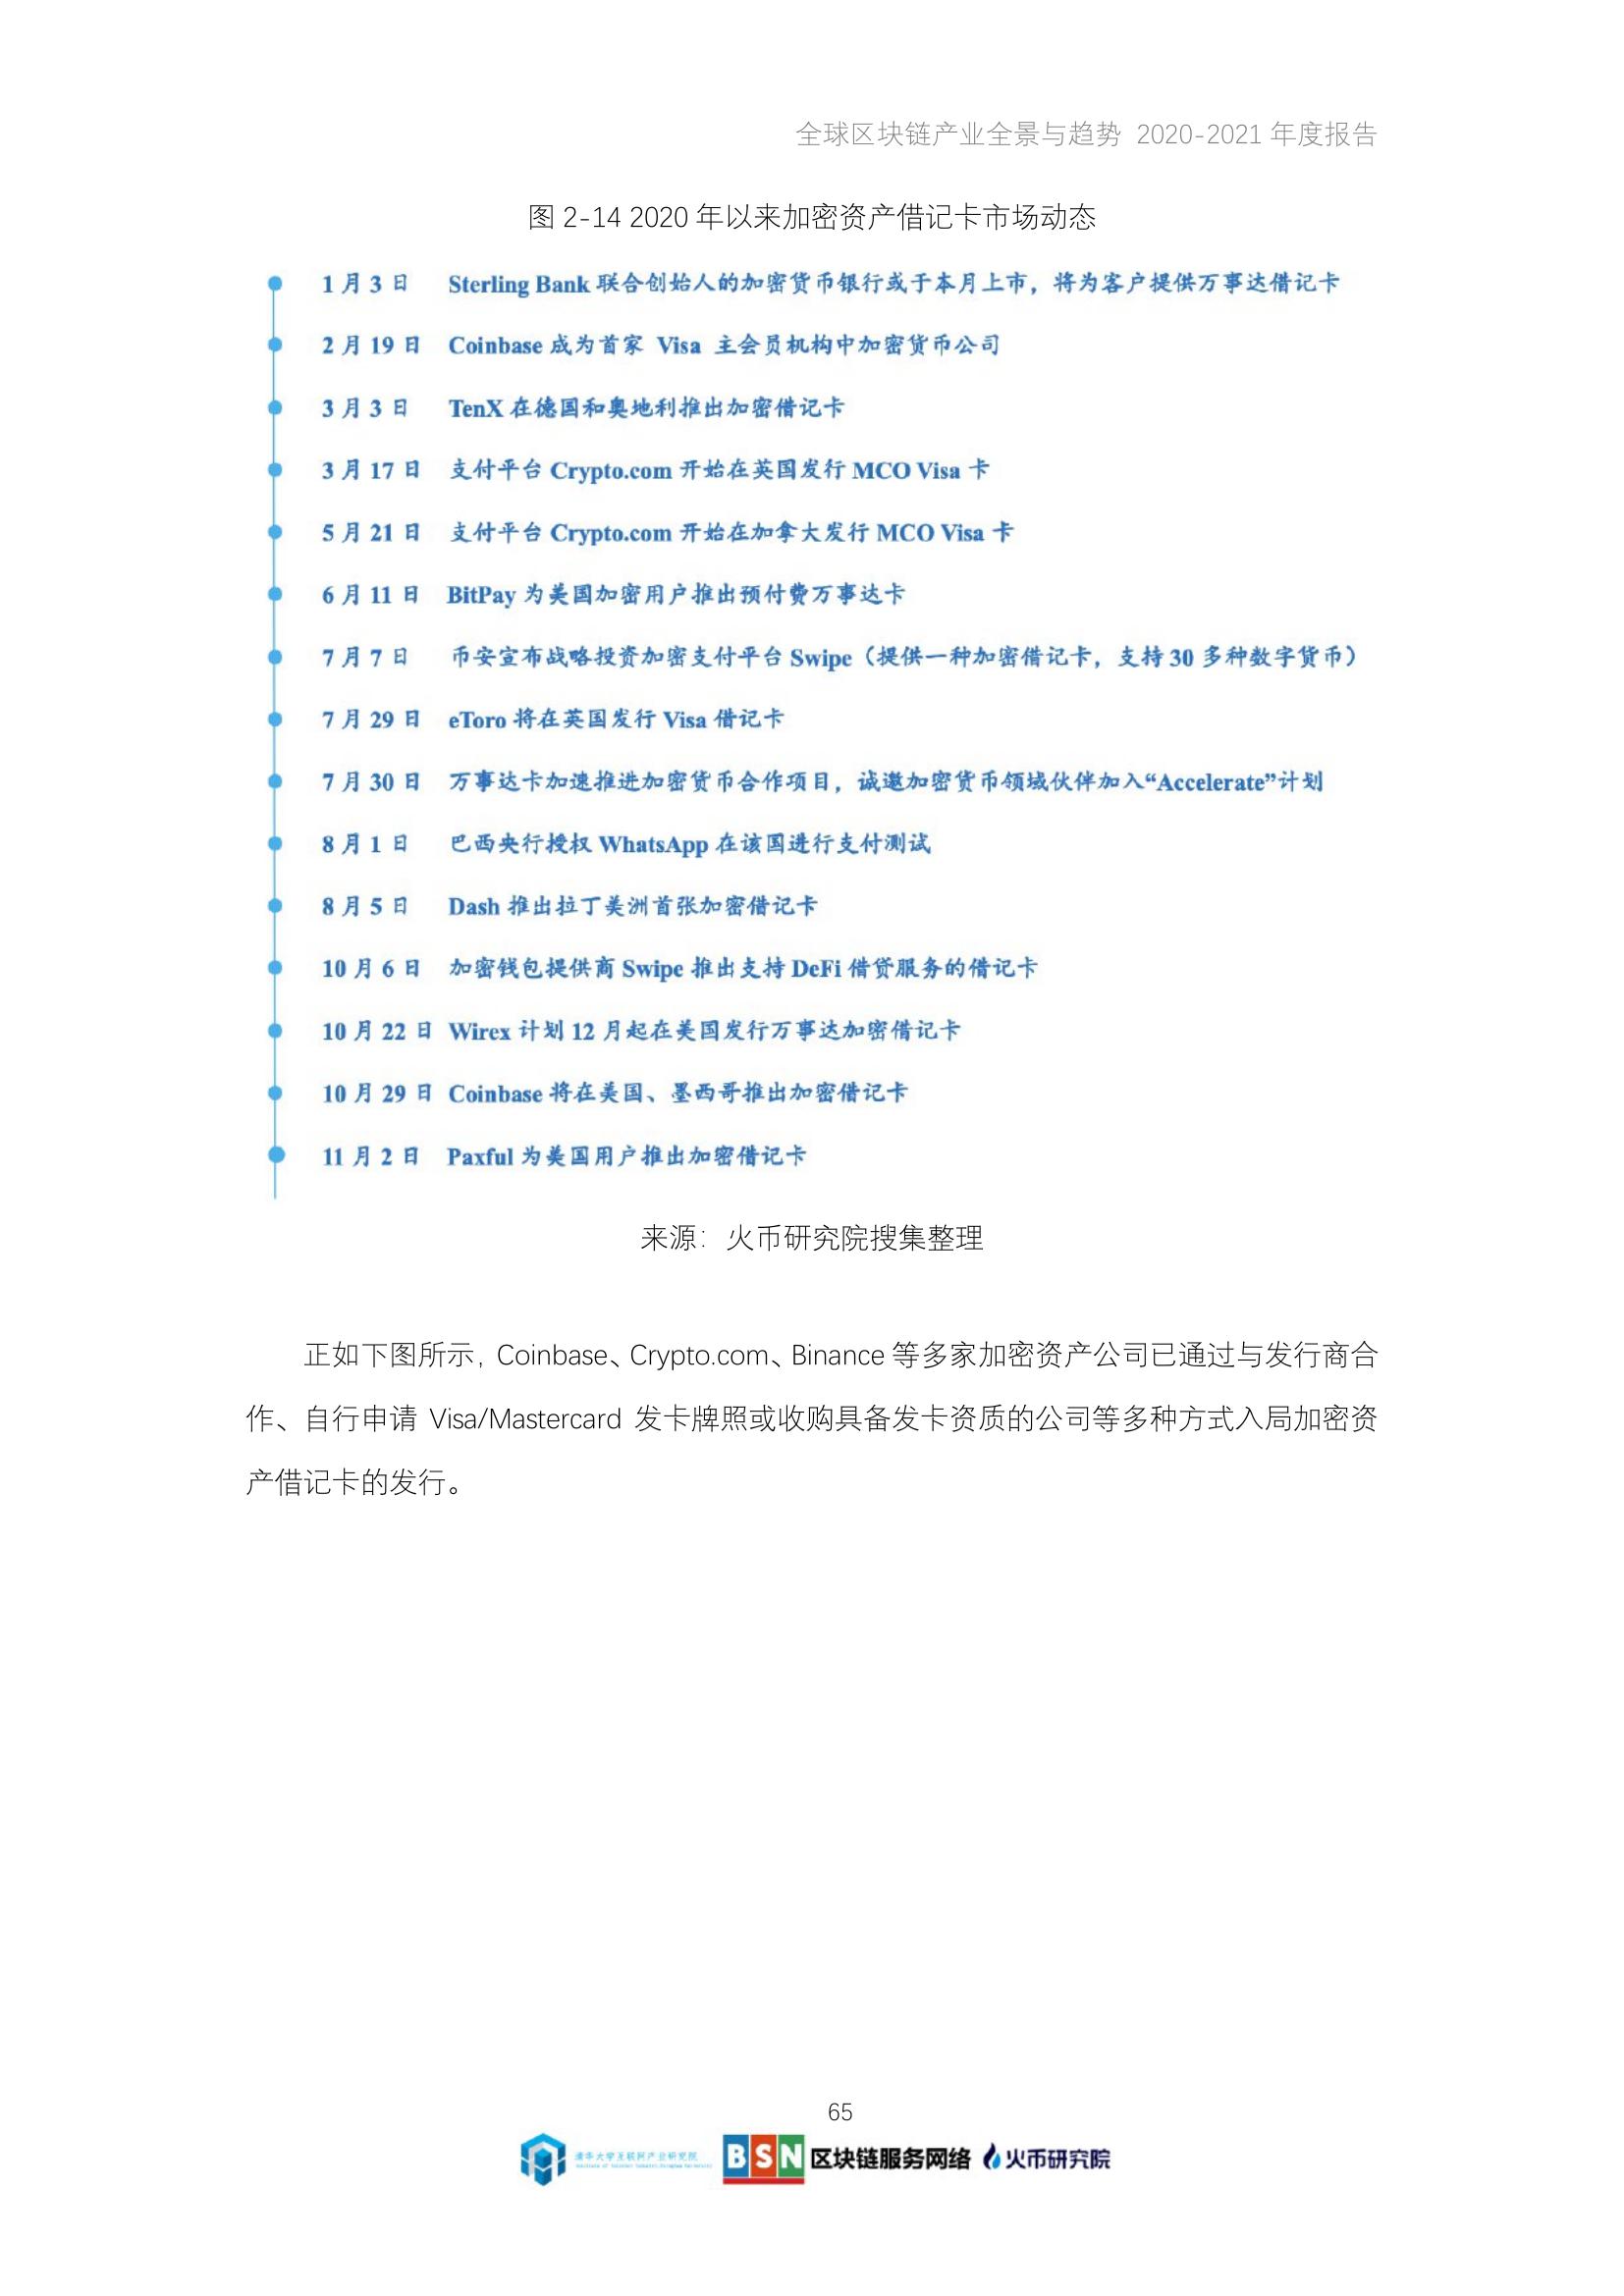 全球区块链产业全景与趋势 2020-2021 年度报告
图 2-14 2020 年以来加密资产借记卡市场动态
1 月 3 日 Sterling Bank 联合创始人的加密货币银行或于本月上市，将为客户提供万事达借记卡
2 月 19 日 Coinbase 成为首家 Visa 主会员机构中加密货币公司
3 月 3 日 TenX 在德国和奥地利推出加密借记卡
3 月 17 日 支付平台 Crypto.com 开始在英国发行 MCO Visa 卡
5 月 21 日 支付平台 Crypto.com 开始在加拿大发行 MCO Visa 卡
6 月 11 日 BitPay 为美国加密用户推出预付费万事达卡
7 月 7 日 币安宣布战略投资加密支付平台 Swipe（提供一种加密借记卡，支持 30 多种数字货币）
7 月 29 日 eToro 将在英国发行 Visa 借记卡
7 月 30 日 万事达卡加速推进加密货币合作项目，诚邀加密货币领域伙伴加入“Accelerate”计划
8 月 1 日 巴西央行授权 WhatsApp 在该国进行支付测试
8 月 5 日 Dash 推出拉丁美洲首张加密借记卡
10 月 6 日 加密钱包提供商 Swipe 推出支持 DeFi 借贷服务的借记卡
10 月 22 日 Wirex 计划 12 月起在美国发行万事达加密借记卡
10 月 29 日 Coinbase 将在美国、墨西哥推出加密借记卡
11 月 2 日 Paxful 为美国用户推出加密借记卡
来源：火币研究院搜集整理
正如下图所示，Coinbase、Crypto.com、Binance 等多家加密资产公司已通过与发行商合
作、自行申请 Visa/Mastercard 发卡牌照或收购具备发卡资质的公司等多种方式入局加密资
产借记卡的发行。
65
清华大学互联网产业研究院
BSN 区块链服务网络 火币研究院